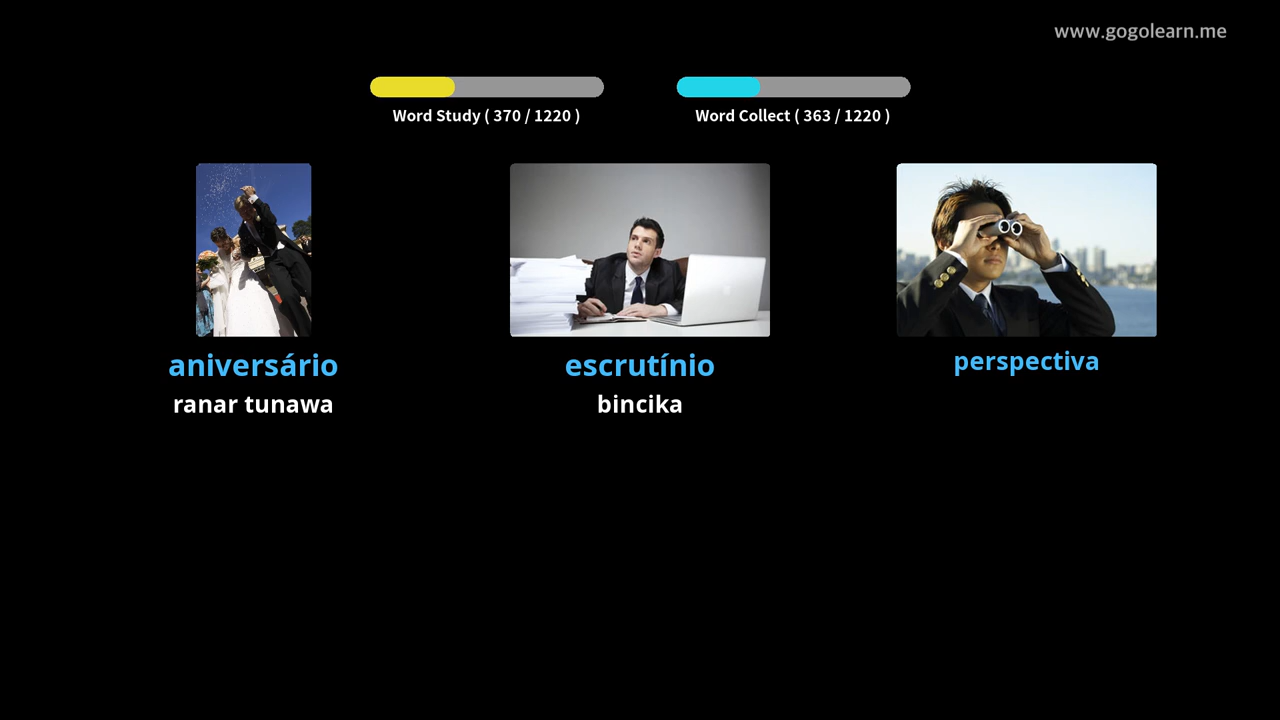 www.gogolearn.me
Word Study ( 370 / 1220 )
Word Collect ( 363 / 1220 )
aniversário
ranar tunawa
escrutínio
bincika
perspectiva